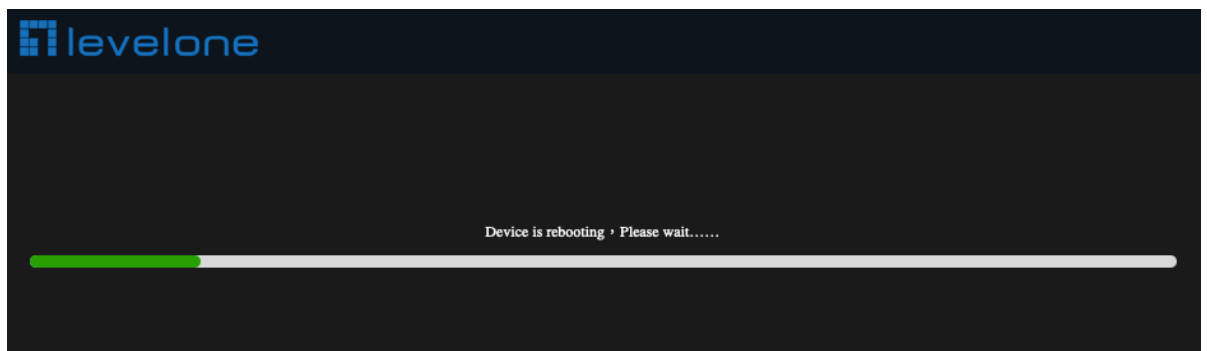 levelone
Device is rebooting，Please wait......